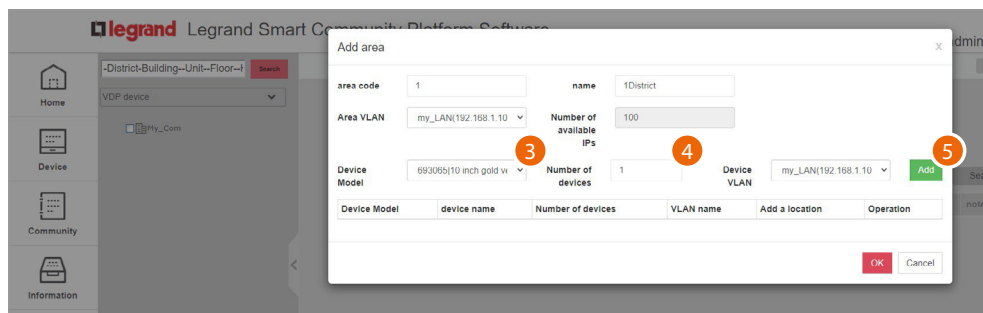 legrand Legrand Smart Community Platform Software
Add area
x
admin
-District-Building--Unit--Floor--H
Search
VDP device
My_Com
Home
Device
Community
Information
area code
1
name
1District
Area VLAN
my_LAN(192.168.1.10
Number of available IPs
100
3
4
5
Device Model
693065|10 inch gold ve
Number of devices
1
Device VLAN
my_LAN(192.168.1.10
Add
Sea
note
Device Model device name Number of devices VLAN name Add a location Operation
<
OK
Cancel